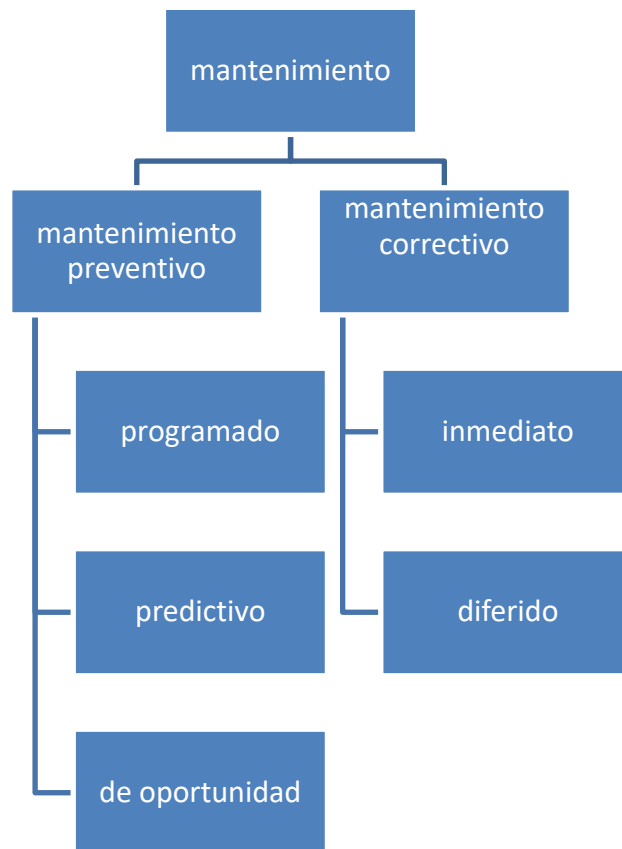 mantenimiento
mantenimiento
preventivo
mantenimiento
correctivo
programado
inmediato
predictivo
diferido
de oportunidad